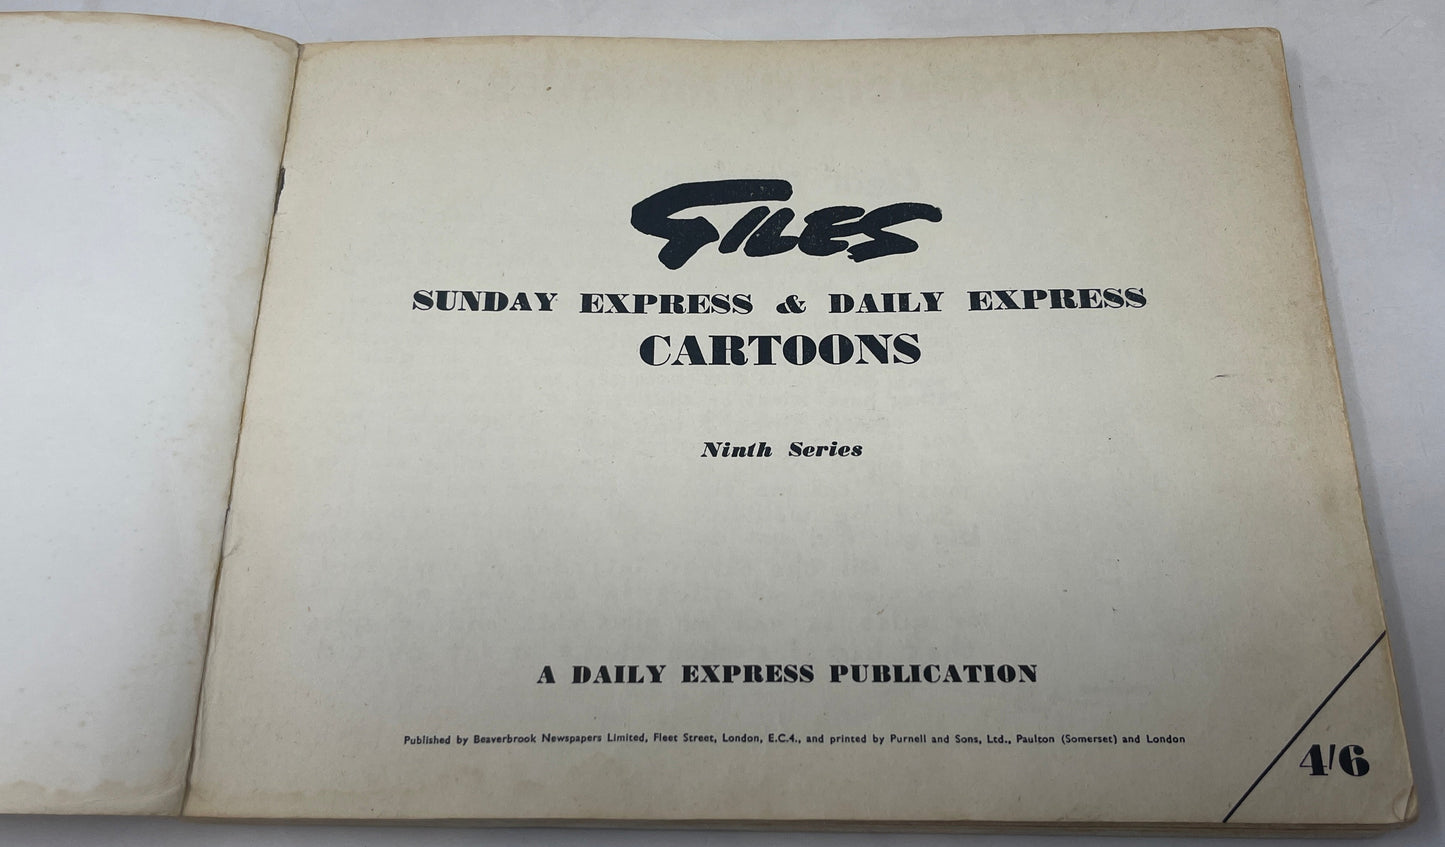 GILES
SUNDAY EXPRESS & DAILY EXPRESS
CARTOONS
Ninth Series
A DAILY EXPRESS PUBLICATION
Published by Beaverbrook Newspapers Limited, Fleet Street, London, E.C.4., and printed by Purnell and Sons, Ltd., Paulton (Somerset) and London
4/6